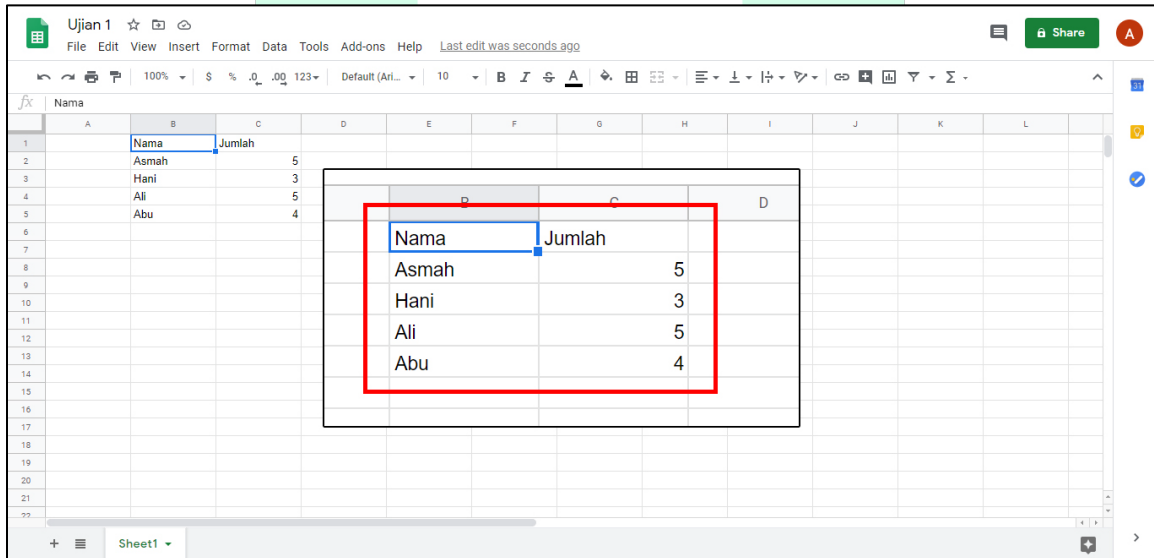 Ujian 1
File Edit View Insert Format Data Tools Add-ons Help Last edit was seconds ago
Share
A
100% $ % .0 .00 123 Default (Ari... 10 B I S A
31
fx Nama
A B C D E F G H I J K L
1 Nama Jumlah
2 Asmah 5
3 Hani 3
4 Ali 5
5 Abu 4
6
7
8
9
10
11
12
13
14
15
16
17
18
19
20
21
22
B C D
Nama Jumlah
Asmah 5
Hani 3
Ali 5
Abu 4
Sheet1